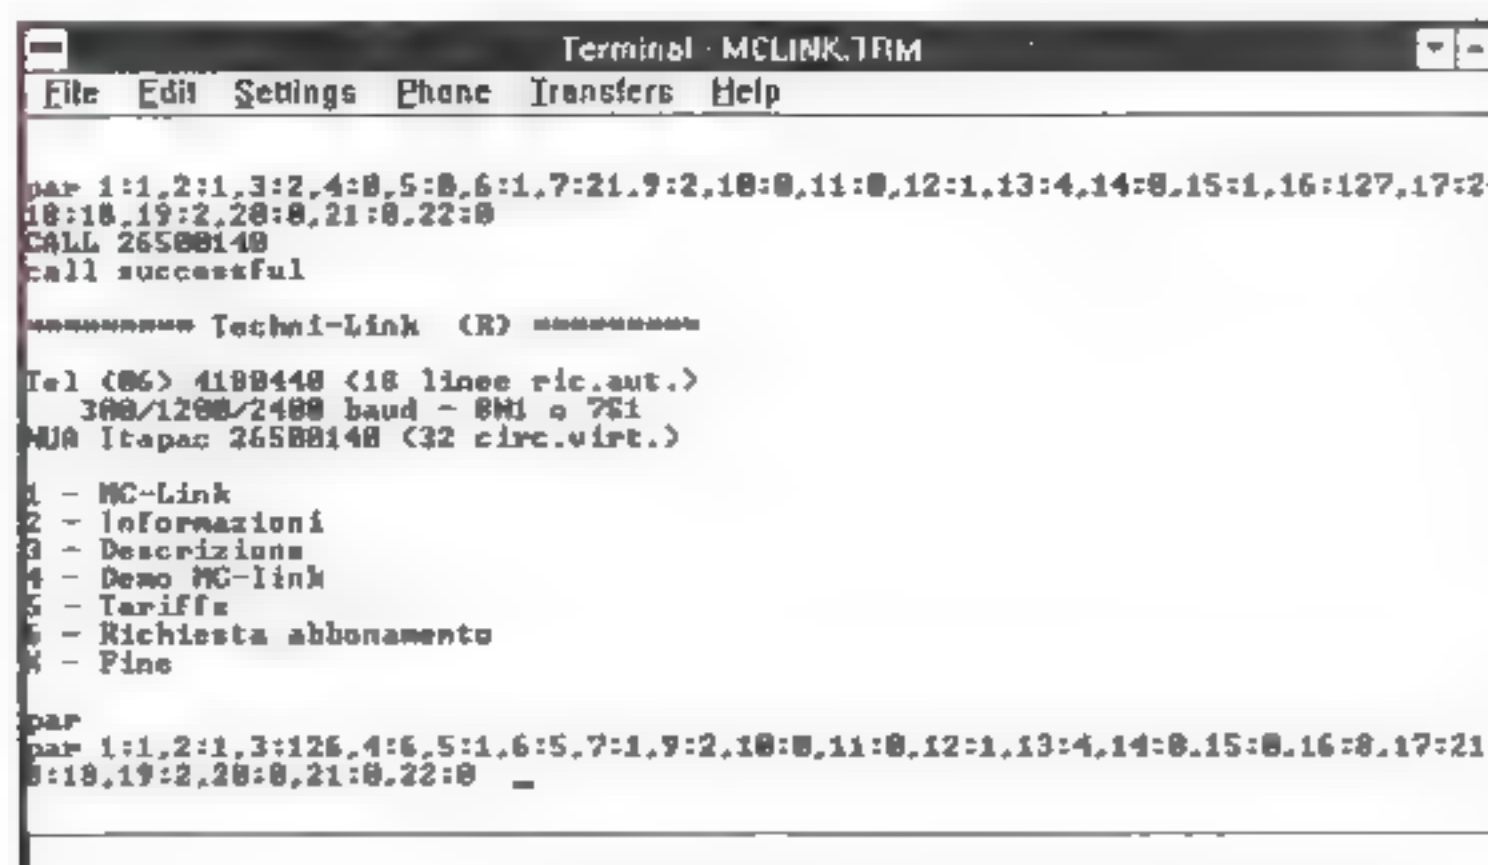 Terminal - MCLINK.TRM
File Edit Settings Phone Transfers Help
par 1:1,2:1,3:2,4:0,5:0,6:1,7:21,9:2,10:0,11:0,12:1,13:4,14:0,15:1,16:127,17:24
18:18,19:2,20:0,21:0,22:0
CALL 26500140
call successful
========= Techni-Link (R) =========
Tel (06) 4180440 (18 linee ric.aut.)
300/1200/2400 baud - 8N1 o 7S1
NUA Itapac 26500140 (32 circ.virt.)
1 - MC-Link
2 - Informazioni
3 - Descrizione
4 - Demo MC-link
5 - Tariffe
6 - Richiesta abbonamento
X - Fine
par
par 1:1,2:1,3:126,4:6,5:1,6:5,7:1,9:2,10:0,11:0,12:1,13:4,14:0,15:0,16:8,17:21
8:18,19:2,20:0,21:0,22:0